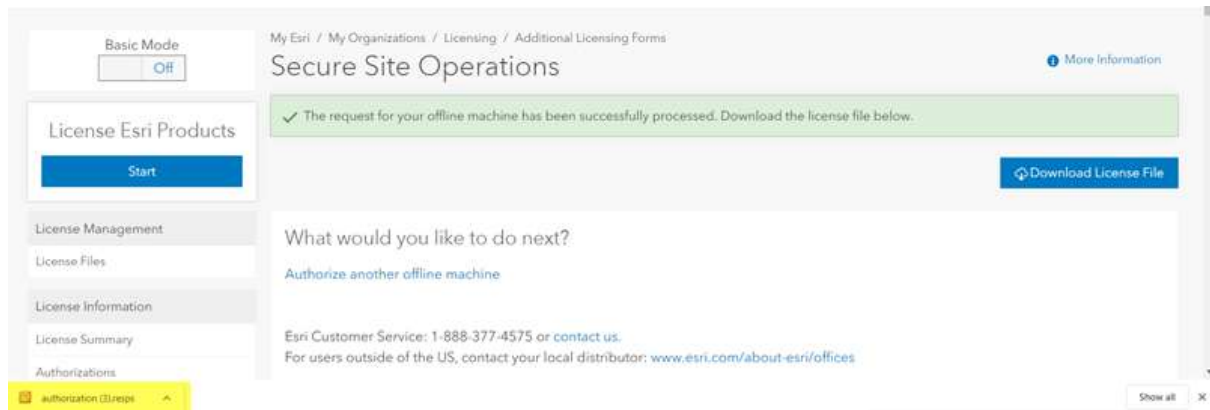 Basic Mode
Off
My Esri / My Organizations / Licensing / Additional Licensing Forms
Secure Site Operations
More Information
License Esri Products
Start
The request for your offline machine has been successfully processed. Download the license file below.
Download License File
License Management
License Files
License Information
License Summary
Authorizations
What would you like to do next?
Authorize another offline machine
Esri Customer Service: 1-888-377-4575 or contact us.
For users outside of the US, contact your local distributor: www.esri.com/about-esri/offices
authorization (3).resps
Show all